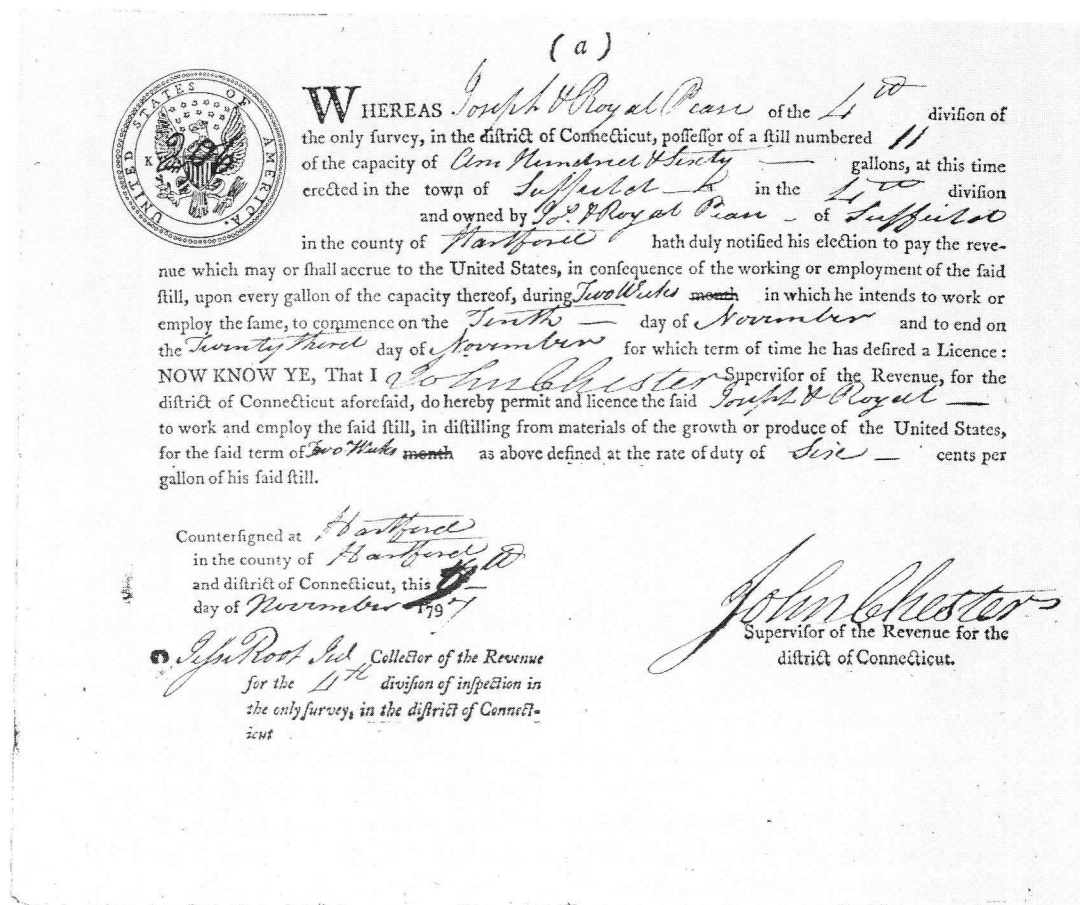 (a)
UNITED STATES OF AMERICA.
WHEREAS Joseph & Royal Pease of the 4th division of
the only ſurvey, in the diſtrict of Connecticut, poſſeſſor of a ſtill numbered 11
of the capacity of One Hundred & Sixty — gallons, at this time
erected in the town of Suffield — in the 4th diviſion
and owned by Jos. & Royal Pease - of Suffield
in the county of Hartford hath duly notified his election to pay the reve-
nue which may or ſhall accrue to the United States, in conſequence of the working or employment of the ſaid
ſtill, upon every gallon of the capacity thereof, during Two Weeks month in which he intends to work or
employ the ſame, to commence on the Tenth — day of November and to end on
the Twenty third day of November for which term of time he has deſired a Licence :
NOW KNOW YE, That I John Chester Superviſor of the Revenue, for the
diſtrict of Connecticut aforeſaid, do hereby permit and licence the ſaid Joseph & Royal —
to work and employ the ſaid ſtill, in diſtilling from materials of the growth or produce of the United States,
for the ſaid term of Two Weeks month as above defined at the rate of duty of Six - cents per
gallon of his ſaid ſtill.
Counterſigned at Hartford
in the county of Hartford
and diſtrict of Connecticut, this
day of November 1797
Jesse Root Jud Collector of the Revenue
for the 4th diviſion of inſpection in
the only ſurvey, in the diſtrict of Connect-
icut
John Chester
Superviſor of the Revenue for the
diſtrict of Connecticut.